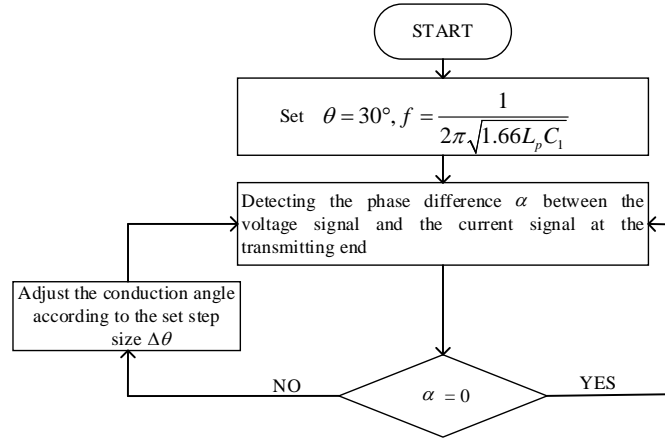 START
Set θ = 30°, f = 1 / (2π√(1.66L_pC_1))
Detecting the phase difference α between the
voltage signal and the current signal at the
transmitting end
Adjust the conduction angle
according to the set step
size Δθ
NO
α = 0
YES